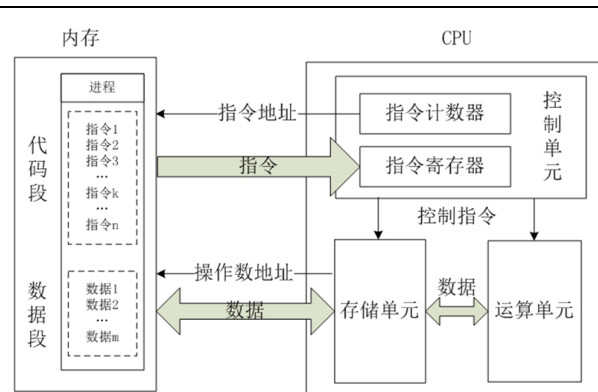 内存
CPU
进程
指令1
指令2
指令3
…
指令k
…
指令n
代码段
数据1
数据2
…
数据m
数据段
指令地址
指令
操作数地址
数据
指令计数器
指令寄存器
控制单元
控制指令
存储单元
数据
运算单元